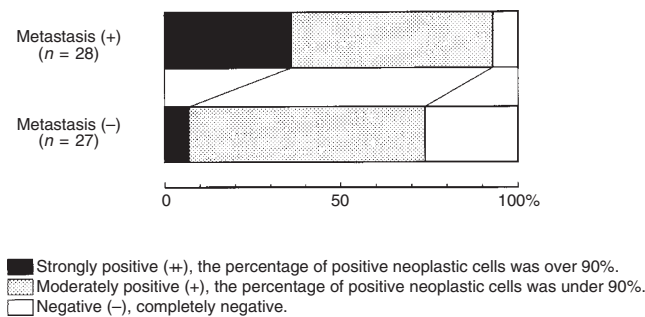 Metastasis (+)
(n = 28)
Metastasis (–)
(n = 27)
0 50 100%
Strongly positive (++), the percentage of positive neoplastic cells was over 90%.
Moderately positive (+), the percentage of positive neoplastic cells was under 90%.
Negative (–), completely negative.